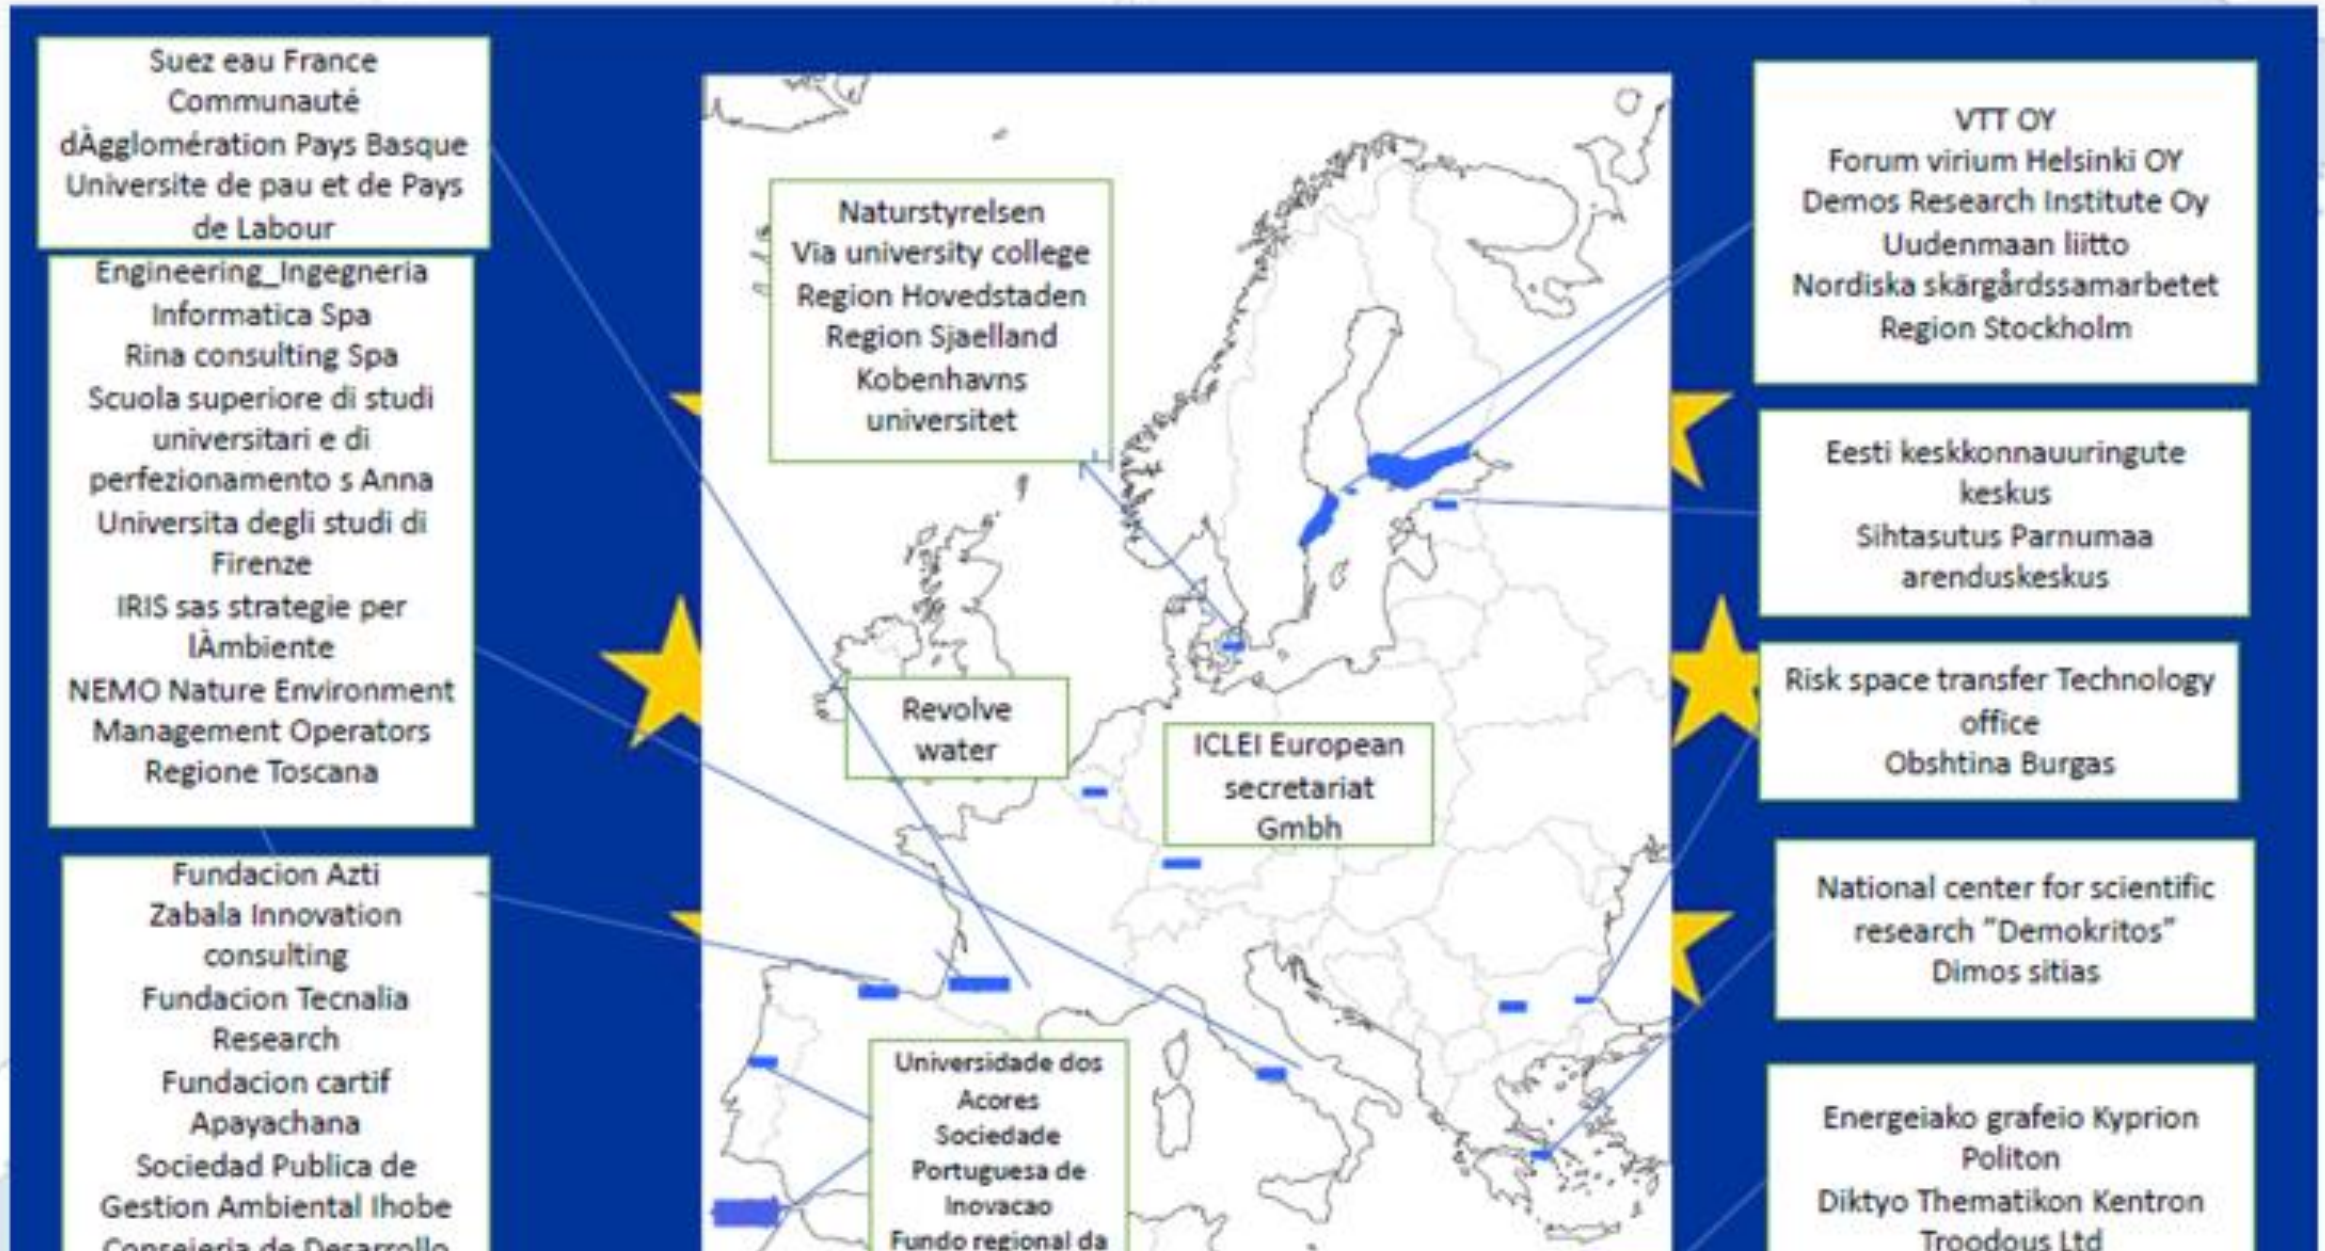 Suez eau France
Communauté
dÀgglomération Pays Basque
Universite de pau et de Pays
de Labour
Engineering_Ingegneria
Informatica Spa
Rina consulting Spa
Scuola superiore di studi
universitari e di
perfezionamento s Anna
Universita degli studi di
Firenze
IRIS sas strategie per
lÀmbiente
NEMO Nature Environment
Management Operators
Regione Toscana
Fundacion Azti
Zabala Innovation
consulting
Fundacion Tecnalia
Research
Fundacion cartif
Apayachana
Sociedad Publica de
Gestion Ambiental Ihobe
Consejeria de Desarrollo
Naturstyrelsen
Via university college
Region Hovedstaden
Region Sjaelland
Kobenhavns
universitet
Revolve
water
ICLEI European
secretariat
Gmbh
Universidade dos
Acores
Sociedade
Portuguesa de
Inovacao
Fundo regional da
VTT OY
Forum virium Helsinki OY
Demos Research Institute Oy
Uudenmaan liitto
Nordiska skärgårdssamarbetet
Region Stockholm
Eesti keskkonnauuringute
keskus
Sihtasutus Parnumaa
arenduskeskus
Risk space transfer Technology
office
Obshtina Burgas
National center for scientific
research "Demokritos"
Dimos sitias
Energeiako grafeio Kyprion
Politon
Diktyo Thematikon Kentron
Troodous Ltd